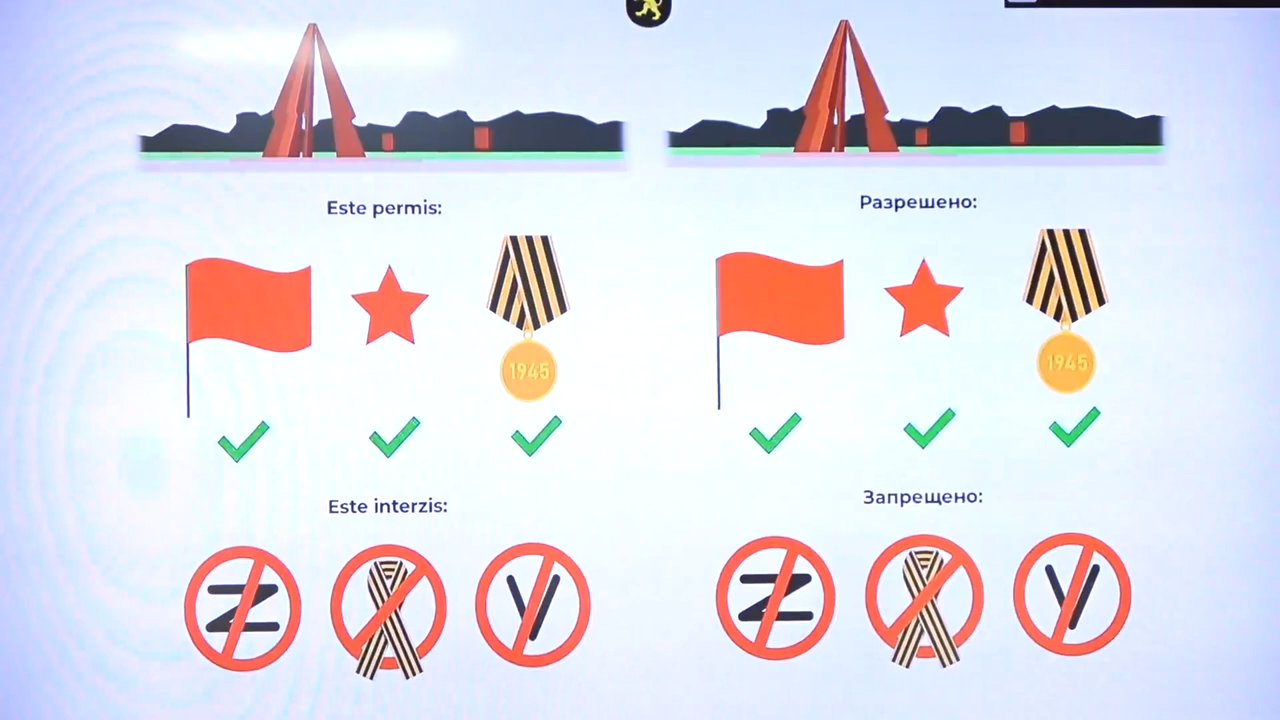 Este permis:
Разрешено:
1945
1945
Este interzis:
Запрещено:
Z
V
Z
V